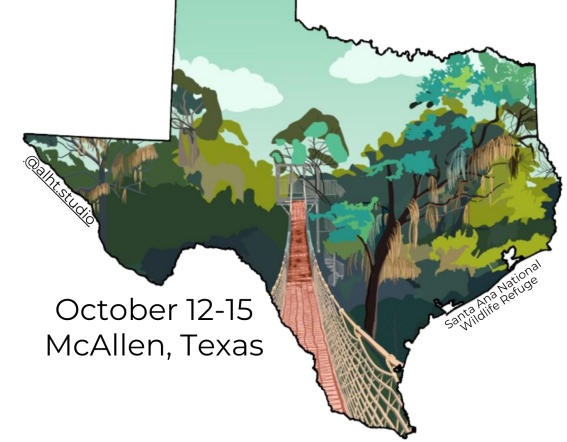 @alht.studio
October 12-15
McAllen, Texas
Santa Ana National
Wildlife Refuge